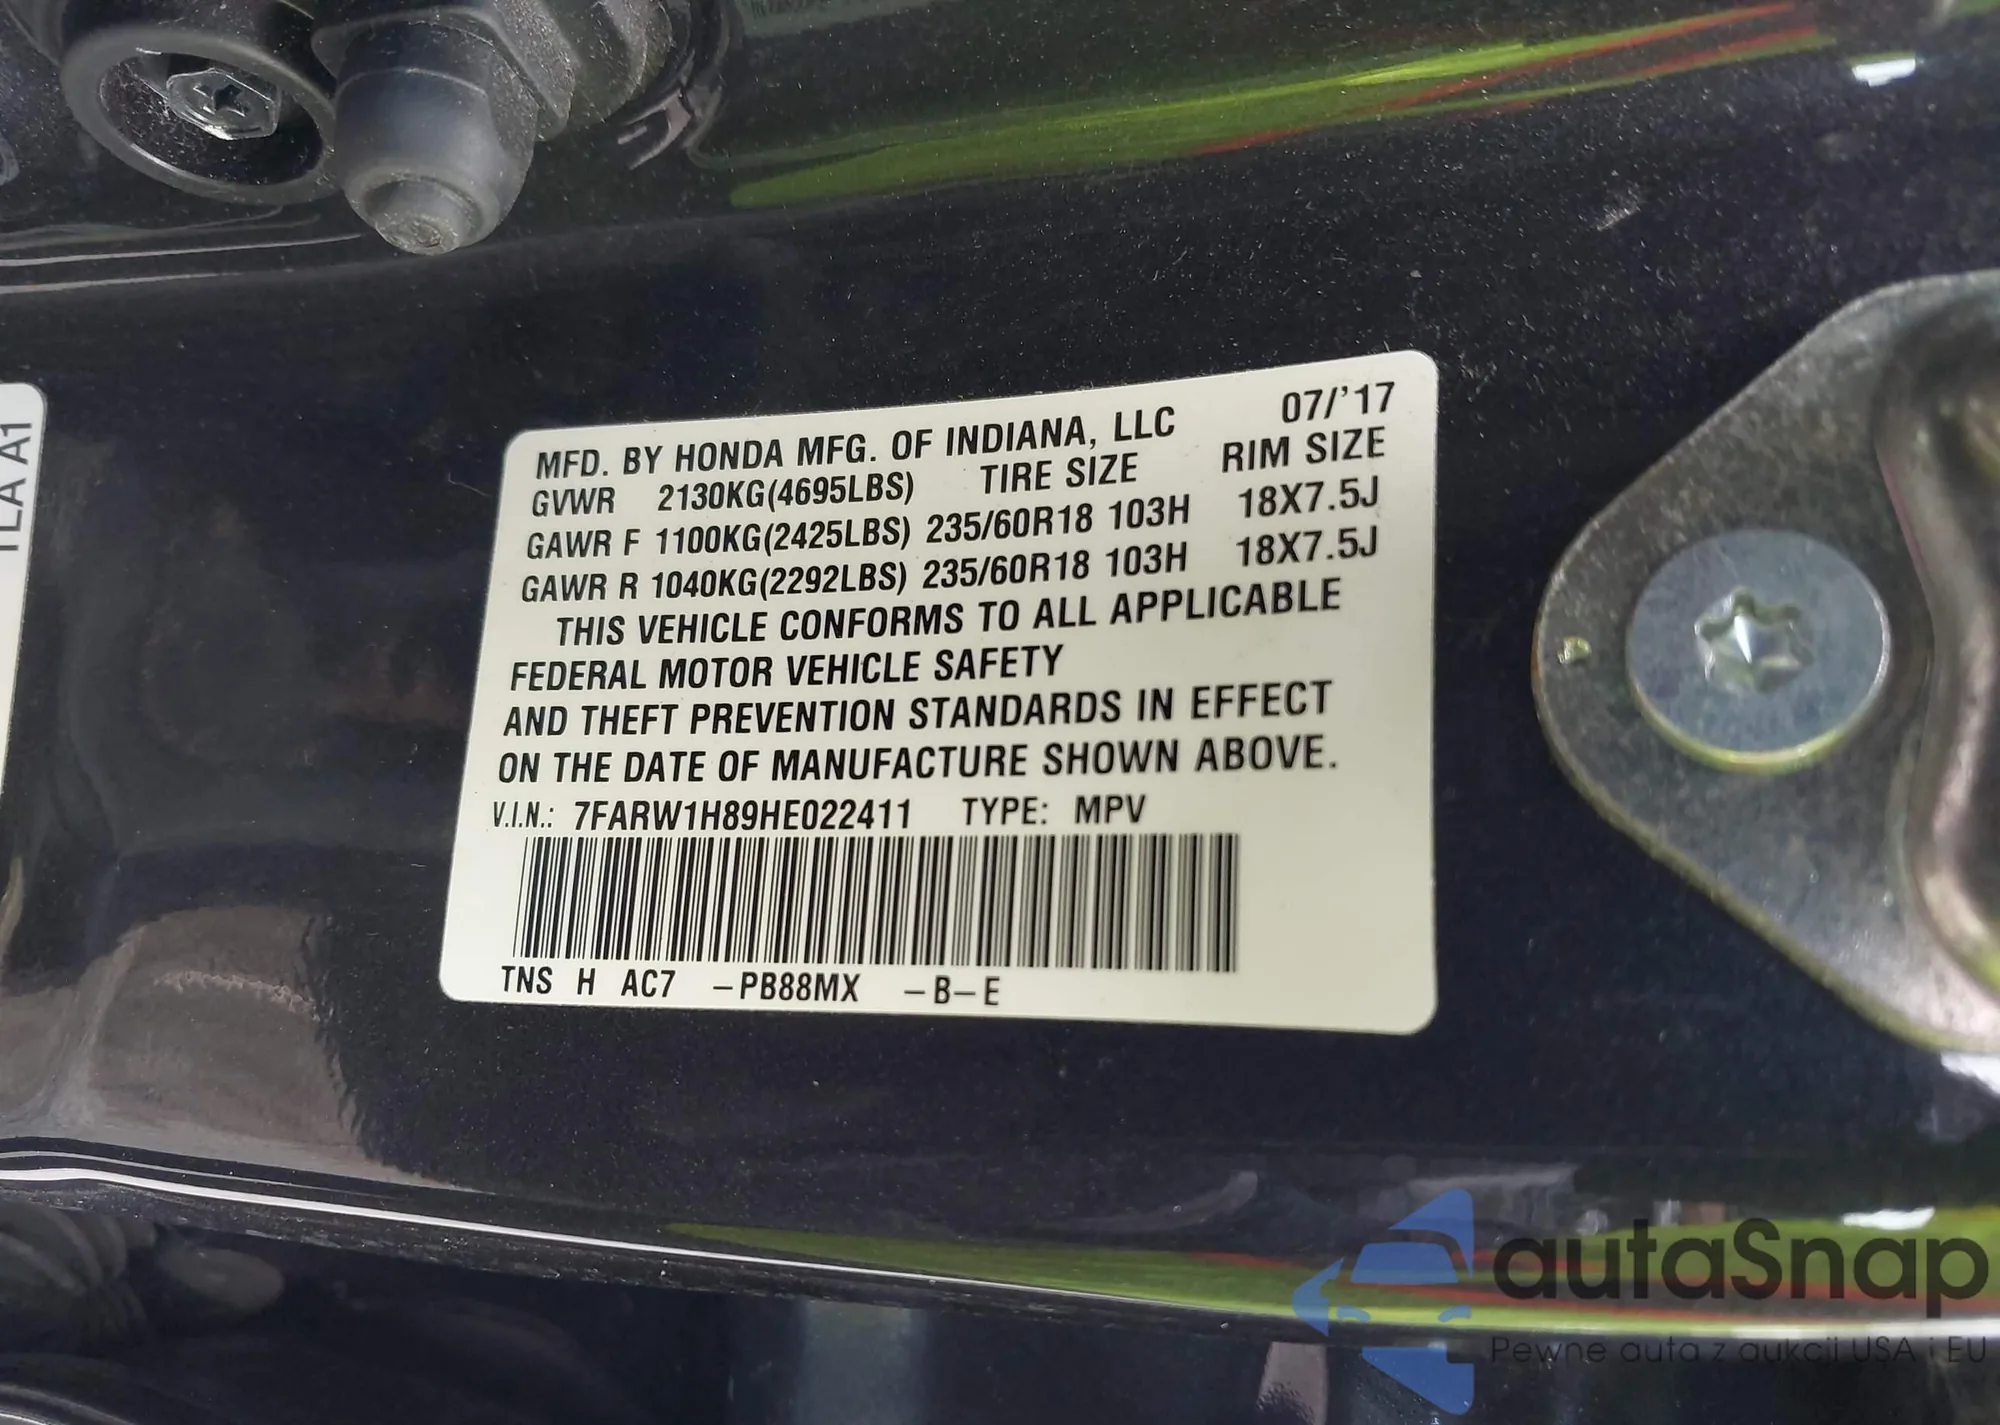 TLA A1
MFD. BY HONDA MFG. OF INDIANA, LLC 07/'17
GVWR 2130KG(4695LBS) TIRE SIZE RIM SIZE
GAWR F 1100KG(2425LBS) 235/60R18 103H 18X7.5J
GAWR R 1040KG(2292LBS) 235/60R18 103H 18X7.5J
THIS VEHICLE CONFORMS TO ALL APPLICABLE
FEDERAL MOTOR VEHICLE SAFETY
AND THEFT PREVENTION STANDARDS IN EFFECT
ON THE DATE OF MANUFACTURE SHOWN ABOVE.
V.I.N.: 7FARW1H89HE022411 TYPE: MPV
TNS H AC7 -PB88MX -B-E
autaSnap
Pewne auta z aukcji USA i EU